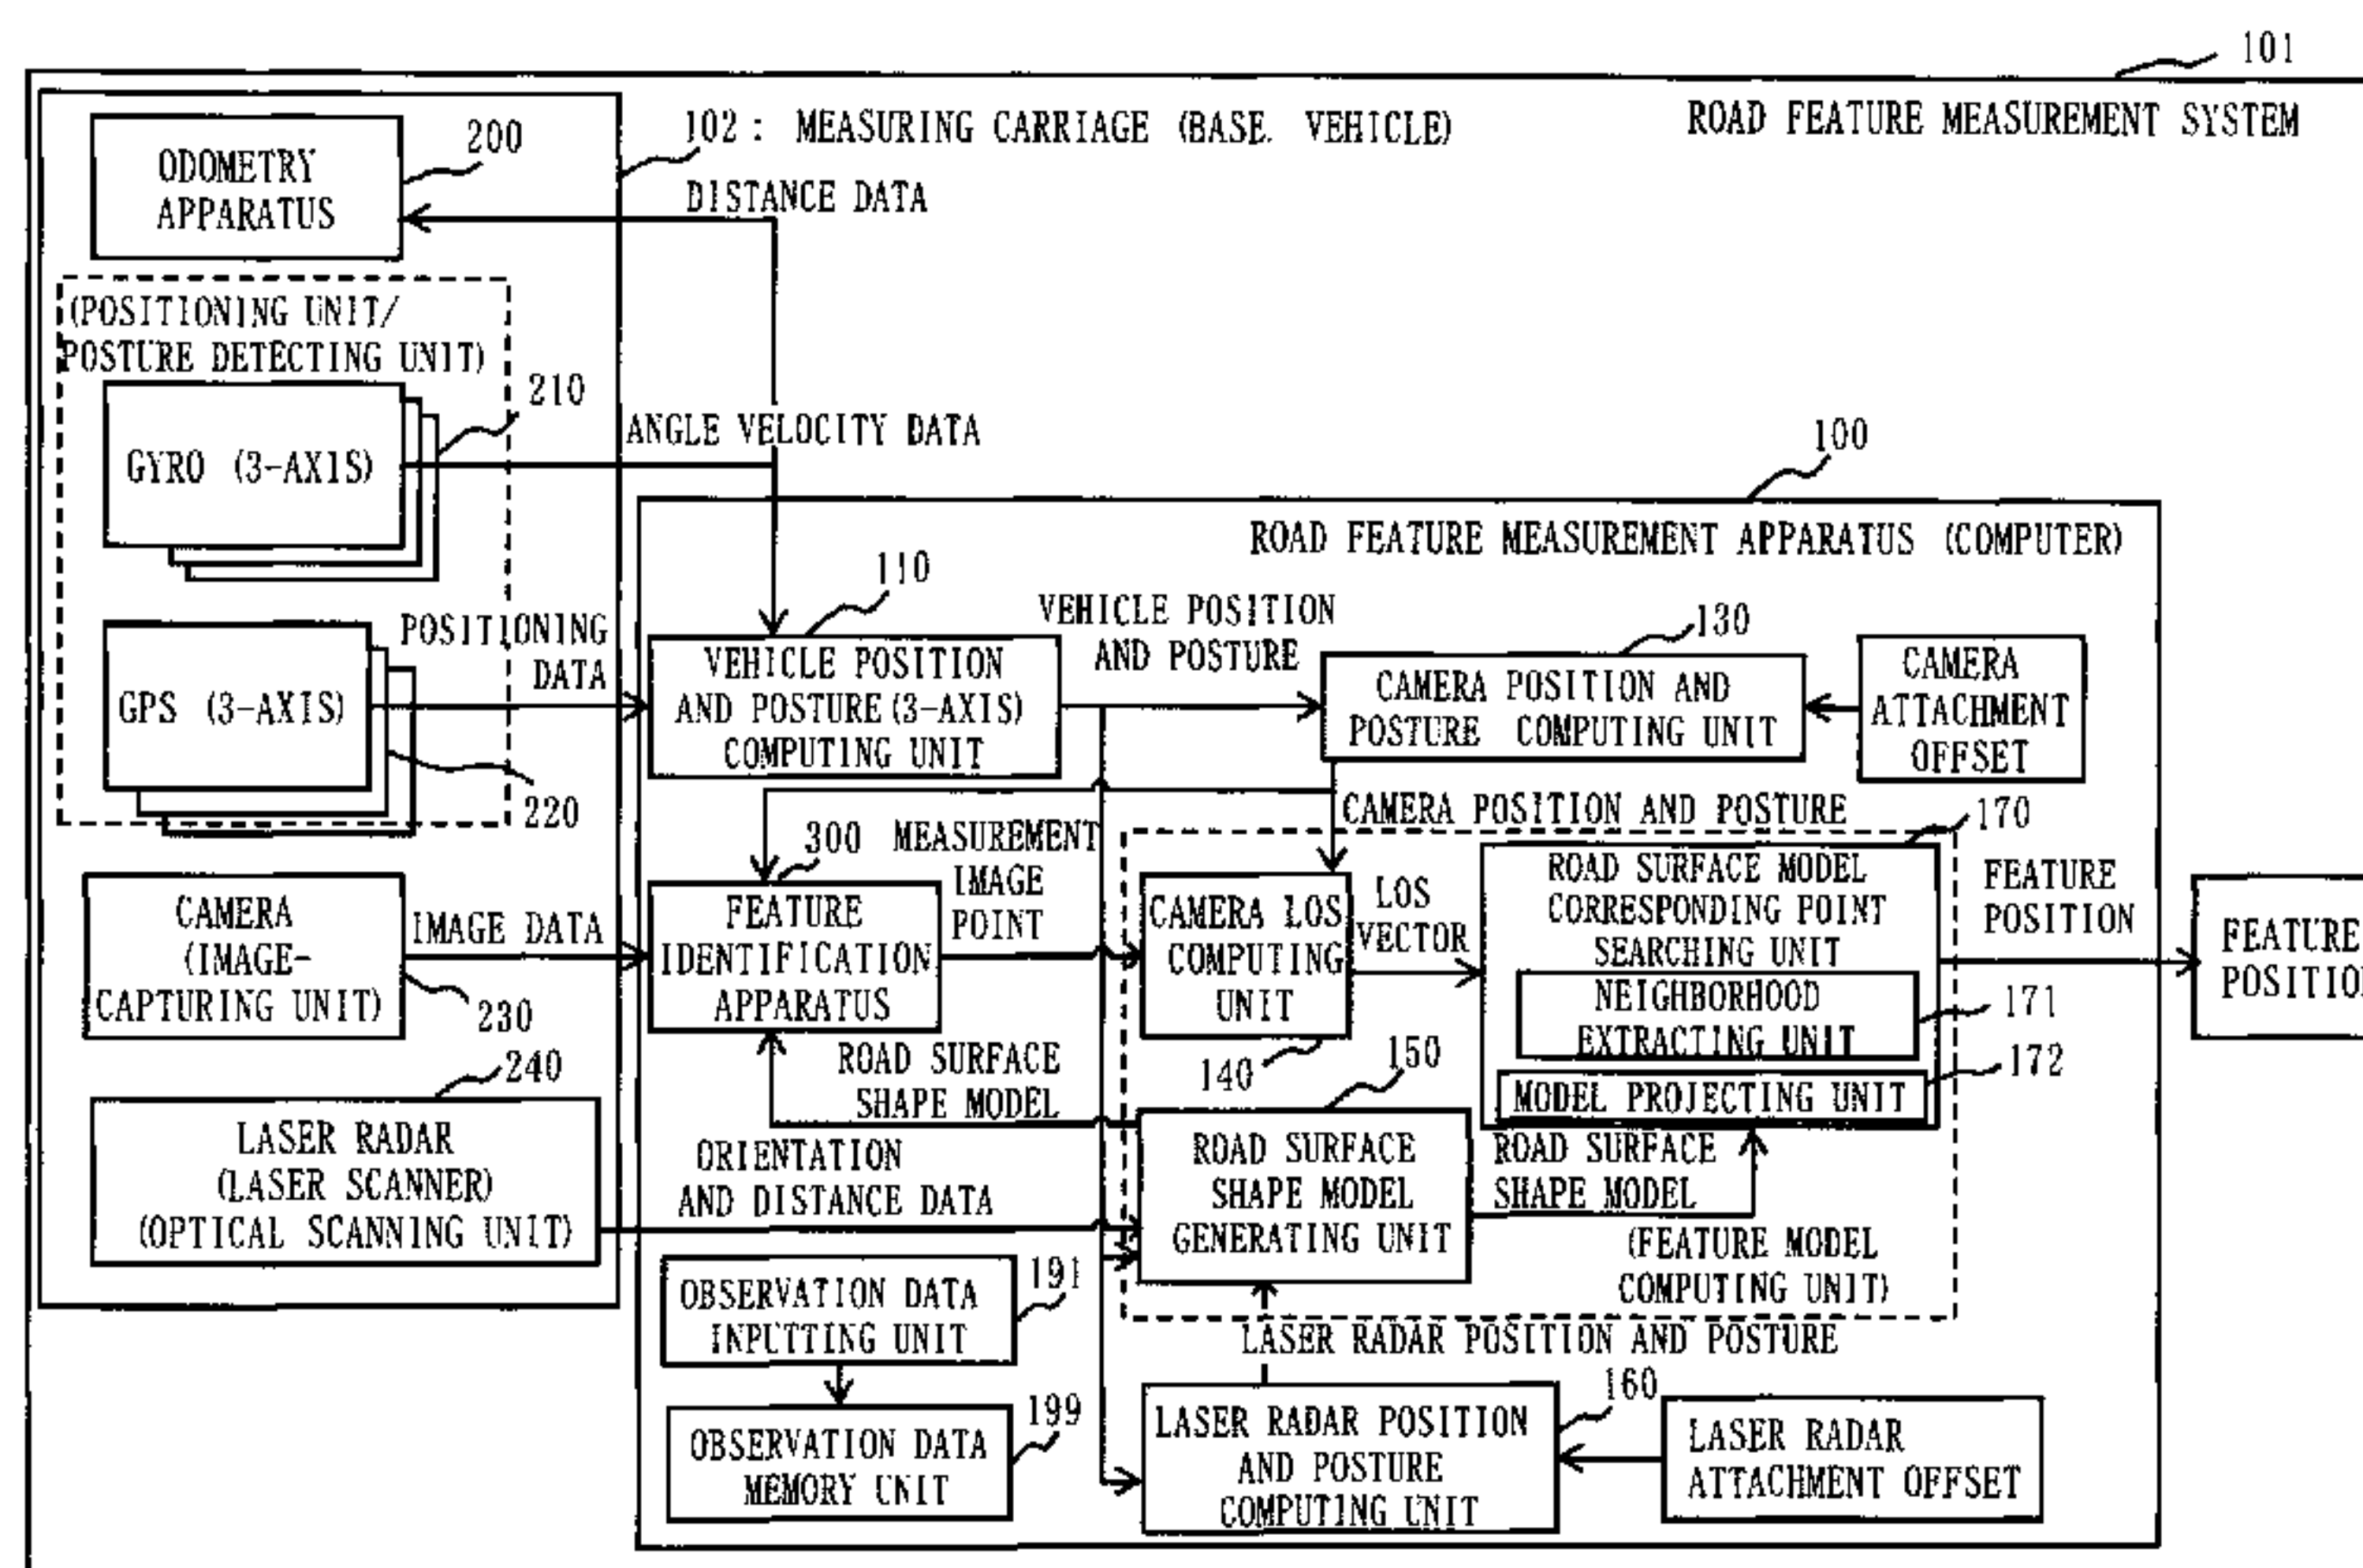 101
ROAD FEATURE MEASUREMENT SYSTEM
102 : MEASURING CARRIAGE (BASE. VEHICLE)
200
ODOMETRY
APPARATUS
DISTANCE DATA
(POSITIONING UNIT/
POSTURE DETECTING UNIT)
210
GYRO (3-AXIS)
ANGLE VELOCITY DATA
100
ROAD FEATURE MEASUREMENT APPARATUS (COMPUTER)
GPS (3-AXIS)
220
POSITIONING
DATA
110
VEHICLE POSITION
AND POSTURE (3-AXIS)
COMPUTING UNIT
VEHICLE POSITION
AND POSTURE
130
CAMERA POSITION AND
POSTURE COMPUTING UNIT
CAMERA
ATTACHMENT
OFFSET
CAMERA POSITION AND POSTURE
CAMERA
(IMAGE-
CAPTURING UNIT)
230
IMAGE DATA
300
FEATURE
IDENTIFICATION
APPARATUS
MEASUREMENT
IMAGE
POINT
CAMERA LOS
COMPUTING
UNIT
140
LOS
VECTOR
170
ROAD SURFACE MODEL
CORRESPONDING POINT
SEARCHING UNIT
NEIGHBORHOOD
EXTRACTING UNIT
171
MODEL PROJECTING UNIT
172
FEATURE
POSITION
FEATURE
POSITIO
240
LASER RADAR
(LASER SCANNER)
(OPTICAL SCANNING UNIT)
ROAD SURFACE
SHAPE MODEL
ORIENTATION
AND DISTANCE DATA
150
ROAD SURFACE
SHAPE MODEL
GENERATING UNIT
ROAD SURFACE
SHAPE MODEL
(FEATURE MODEL
COMPUTING UNIT)
191
OBSERVATION DATA
INPUTTING UNIT
199
OBSERVATION DATA
MEMORY UNIT
LASER RADAR POSITION AND POSTURE
160
LASER RADAR POSITION
AND POSTURE
COMPUTING UNIT
LASER RADAR
ATTACHMENT OFFSET